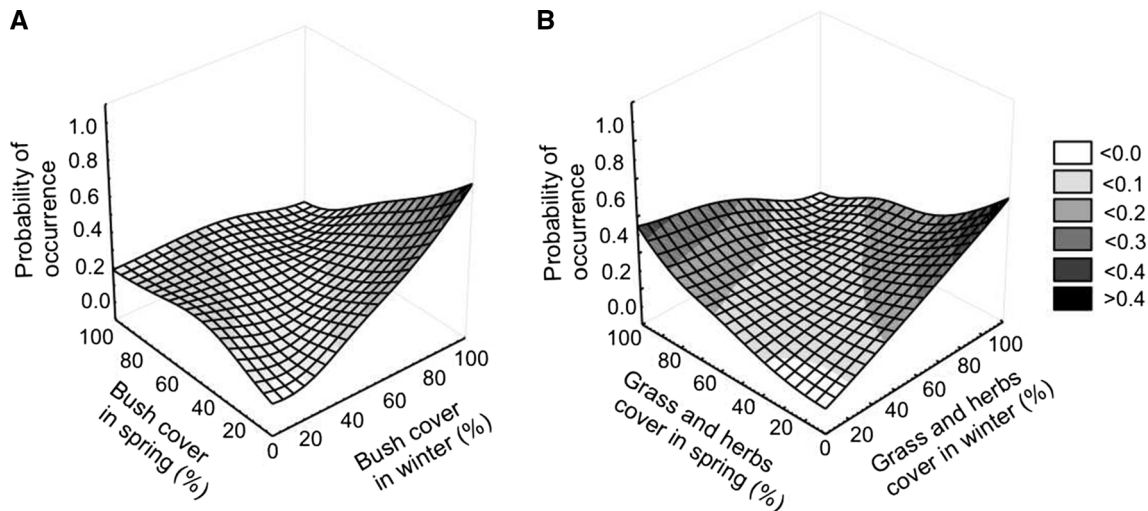 A
Probability of
occurrence
1.0
0.8
0.6
0.4
0.2
0.0
100
80
60
40
20
0
Bush cover
in spring (%)
20
40
60
80
100
Bush cover
in winter (%)
B
Probability of
occurrence
1.0
0.8
0.6
0.4
0.2
0.0
100
80
60
40
20
0
Grass and herbs
cover in spring (%)
20
40
60
80
100
Grass and herbs
cover in winter (%)
<0.0
<0.1
<0.2
<0.3
<0.4
>0.4